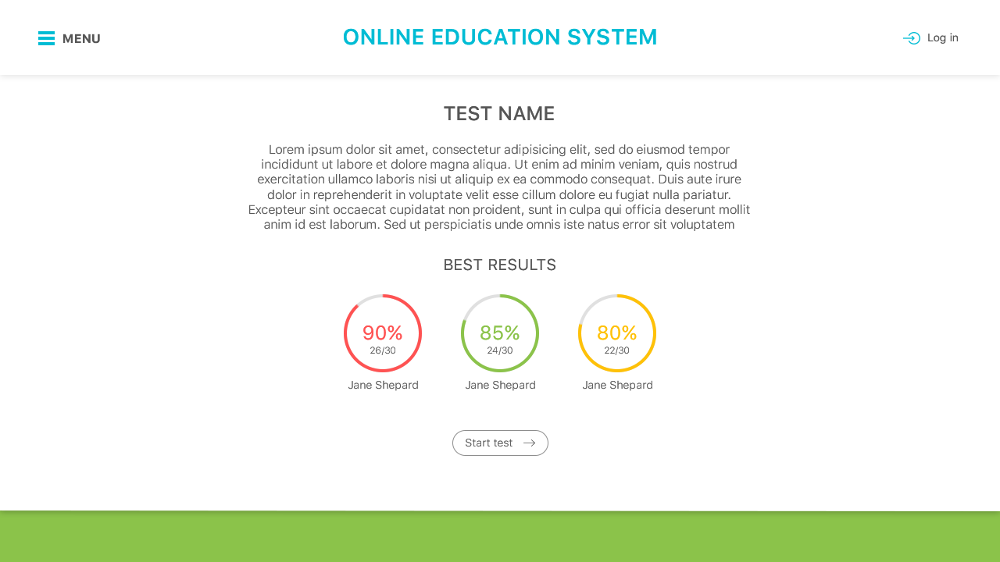 MENU
ONLINE EDUCATION SYSTEM
Log in
TEST NAME
Lorem ipsum dolor sit amet, consectetur adipisicing elit, sed do eiusmod tempor
incididunt ut labore et dolore magna aliqua. Ut enim ad minim veniam, quis nostrud
exercitation ullamco laboris nisi ut aliquip ex ea commodo consequat. Duis aute irure
dolor in reprehenderit in voluptate velit esse cillum dolore eu fugiat nulla pariatur.
Excepteur sint occaecat cupidatat non proident, sunt in culpa qui officia deserunt mollit
anim id est laborum. Sed ut perspiciatis unde omnis iste natus error sit voluptatem
BEST RESULTS
90%
26/30
Jane Shepard
85%
24/30
Jane Shepard
80%
22/30
Jane Shepard
Start test